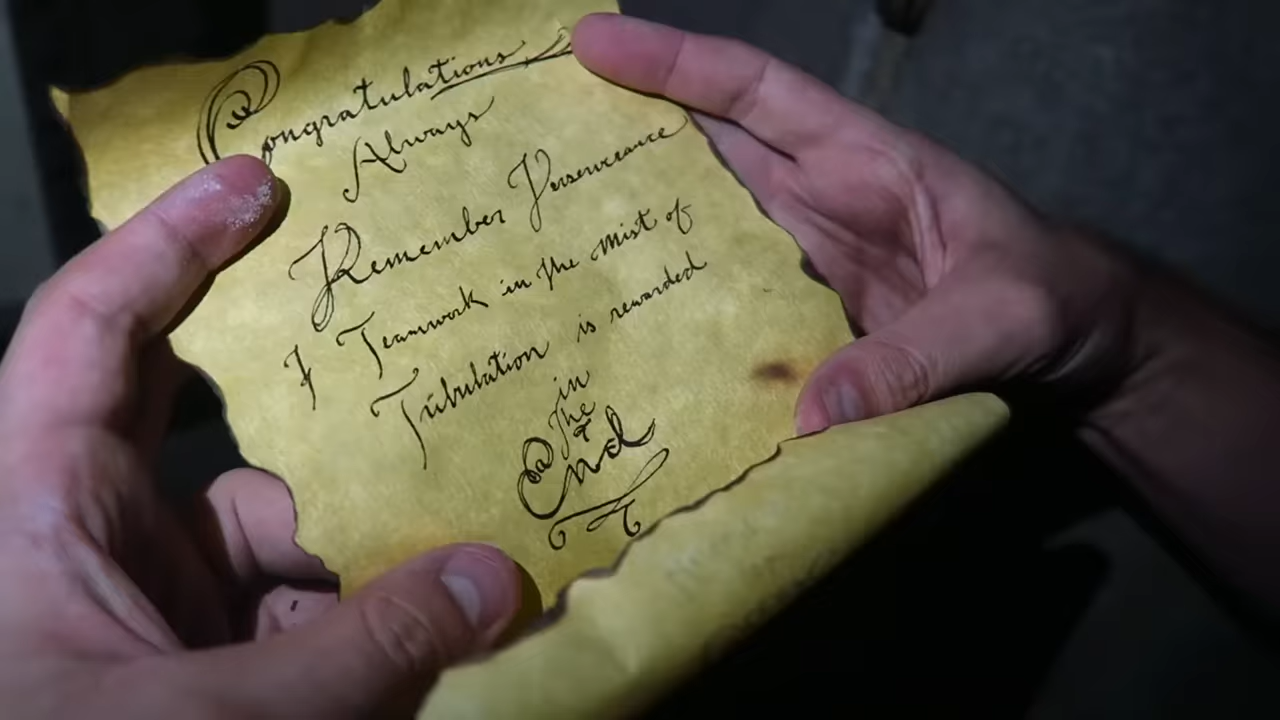 Congratulations
Always
Remember Perserverance
& Teamwork in the Mist of
Tribulation is rewarded
in
The
End